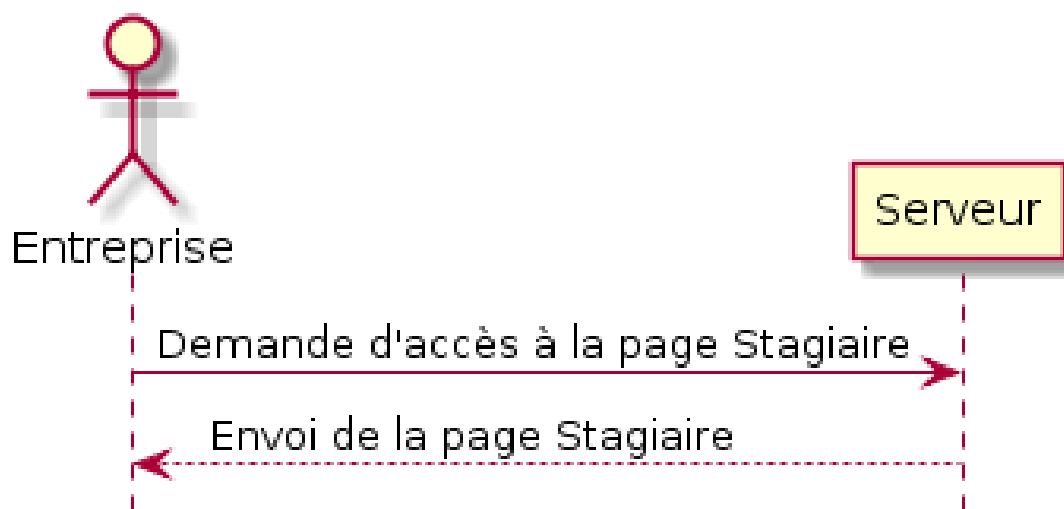 Entreprise
Serveur
Demande d'accès à la page Stagiaire
Envoi de la page Stagiaire